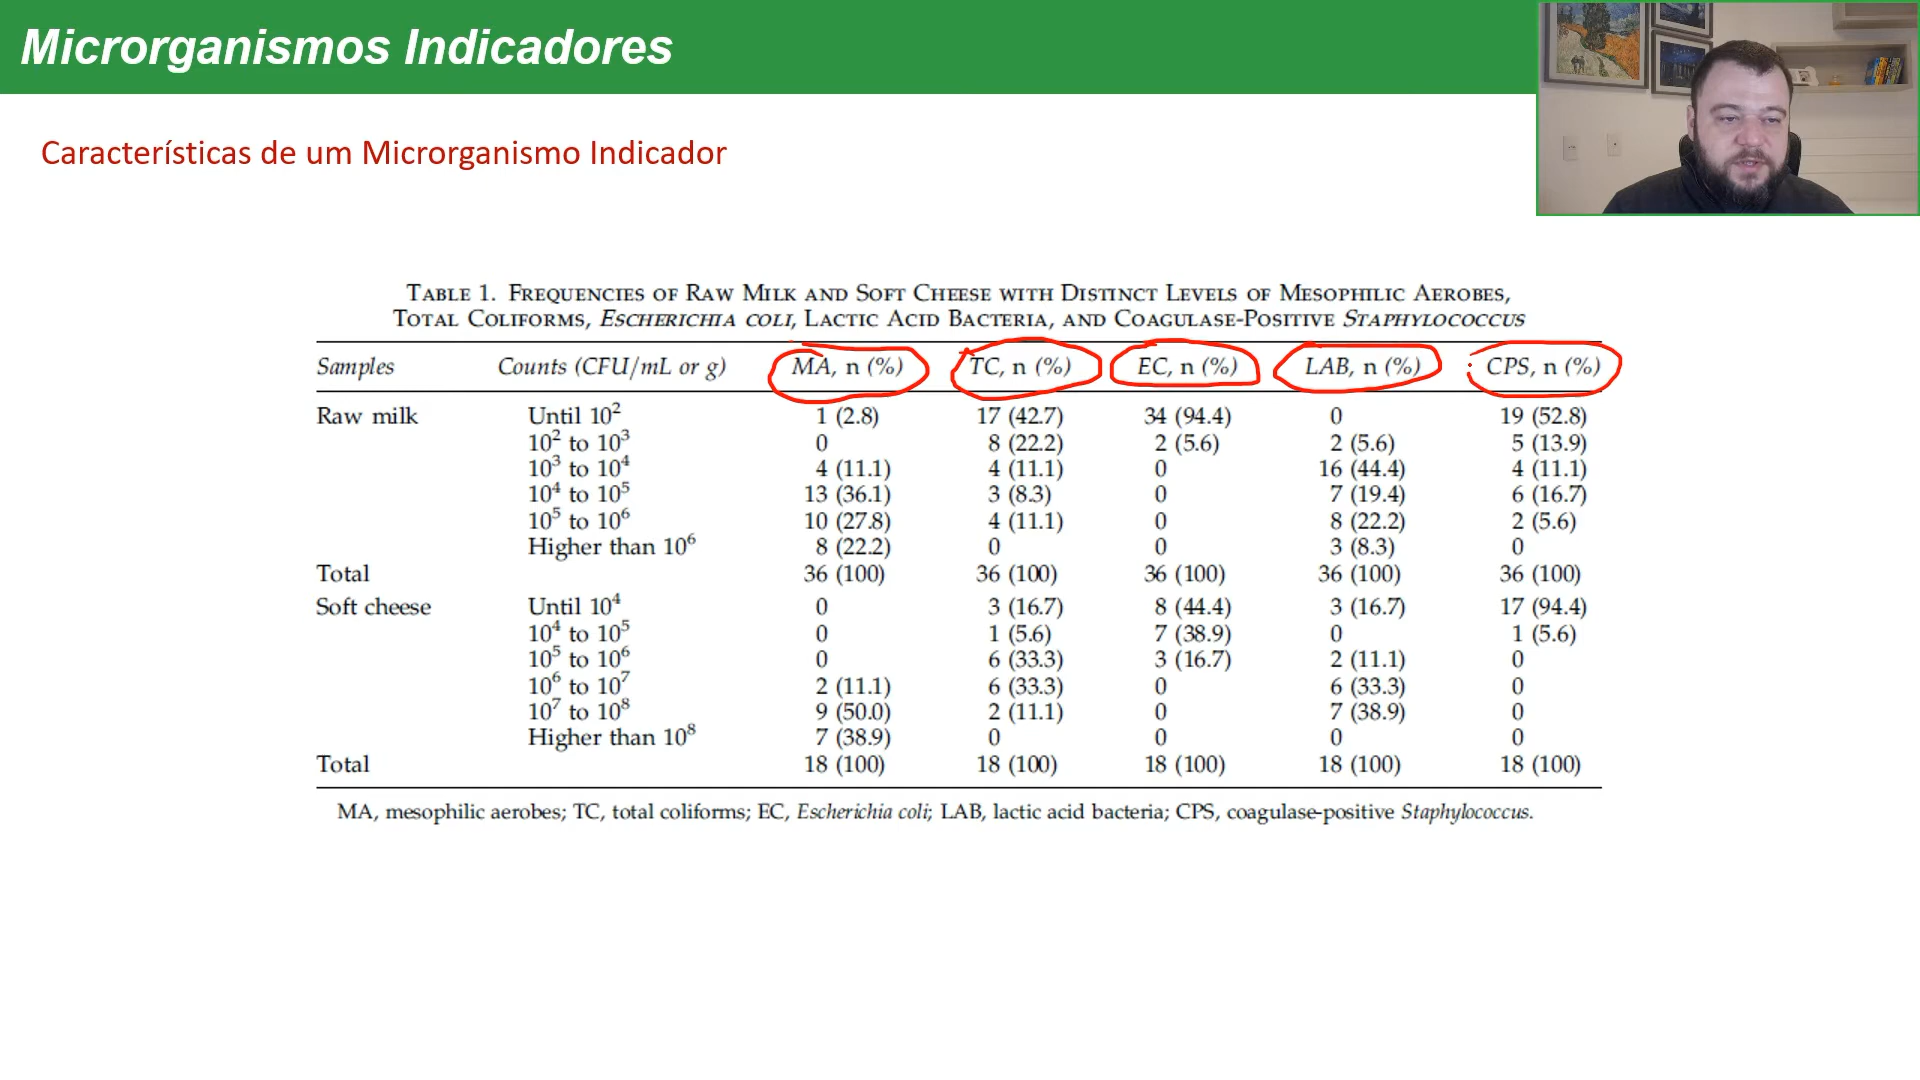 Microrganismos Indicadores
Características de um Microrganismo Indicador
Table 1. Frequencies of Raw Milk and Soft Cheese with Distinct Levels of Mesophilic Aerobes,
Total Coliforms, Escherichia coli, Lactic Acid Bacteria, and Coagulase-Positive Staphylococcus
Samples Counts (CFU/mL or g) MA, n (%) TC, n (%) EC, n (%) LAB, n (%) CPS, n (%)
Raw milk Until 10² 1 (2.8) 17 (42.7) 34 (94.4) 0 19 (52.8)
10² to 10³ 0 8 (22.2) 2 (5.6) 2 (5.6) 5 (13.9)
10³ to 10⁴ 4 (11.1) 4 (11.1) 0 16 (44.4) 4 (11.1)
10⁴ to 10⁵ 13 (36.1) 3 (8.3) 0 7 (19.4) 6 (16.7)
10⁵ to 10⁶ 10 (27.8) 4 (11.1) 0 8 (22.2) 2 (5.6)
Higher than 10⁶ 8 (22.2) 0 0 3 (8.3) 0
Total 36 (100) 36 (100) 36 (100) 36 (100) 36 (100)
Soft cheese Until 10⁴ 0 3 (16.7) 8 (44.4) 3 (16.7) 17 (94.4)
10⁴ to 10⁵ 0 1 (5.6) 7 (38.9) 0 1 (5.6)
10⁵ to 10⁶ 0 6 (33.3) 3 (16.7) 2 (11.1) 0
10⁶ to 10⁷ 2 (11.1) 6 (33.3) 0 6 (33.3) 0
10⁷ to 10⁸ 9 (50.0) 2 (11.1) 0 7 (38.9) 0
Higher than 10⁸ 7 (38.9) 0 0 0 0
Total 18 (100) 18 (100) 18 (100) 18 (100) 18 (100)
MA, mesophilic aerobes; TC, total coliforms; EC, Escherichia coli; LAB, lactic acid bacteria; CPS, coagulase-positive Staphylococcus.